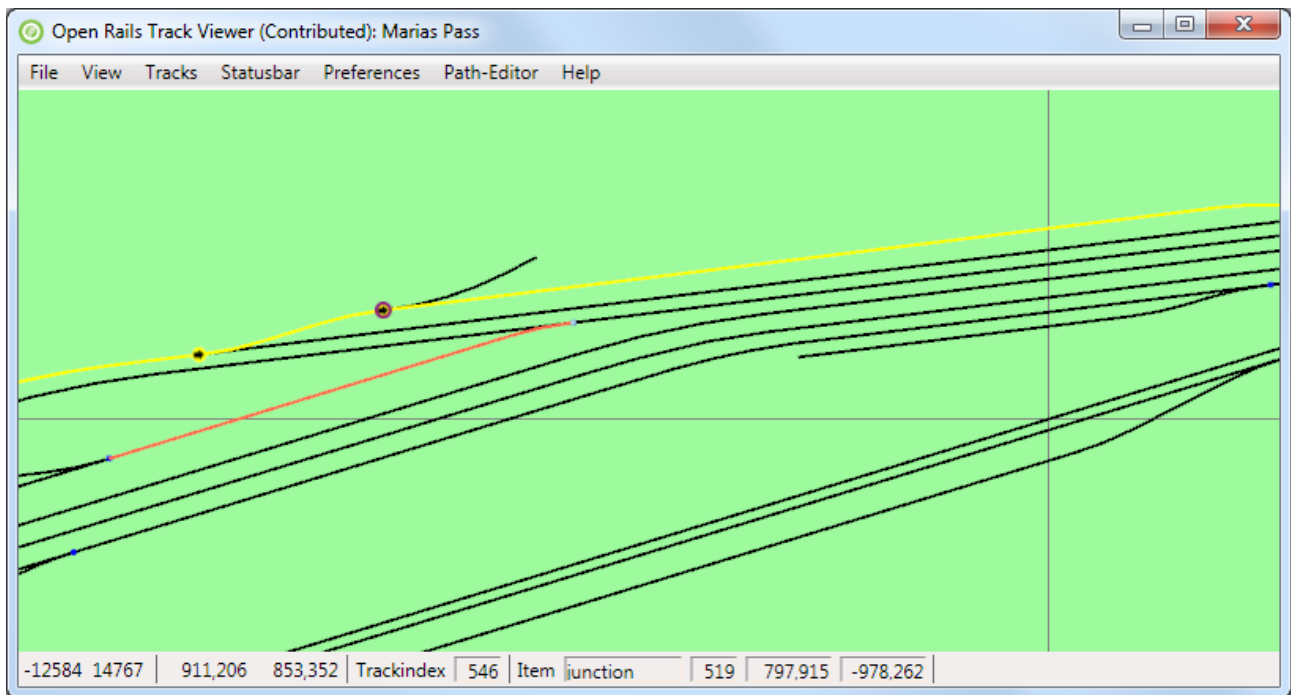 Open Rails Track Viewer (Contributed): Marias Pass
File View Tracks Statusbar Preferences Path-Editor Help
-12584 14767 911,206 853,352 Trackindex 546 Item junction 519 797,915 -978,262